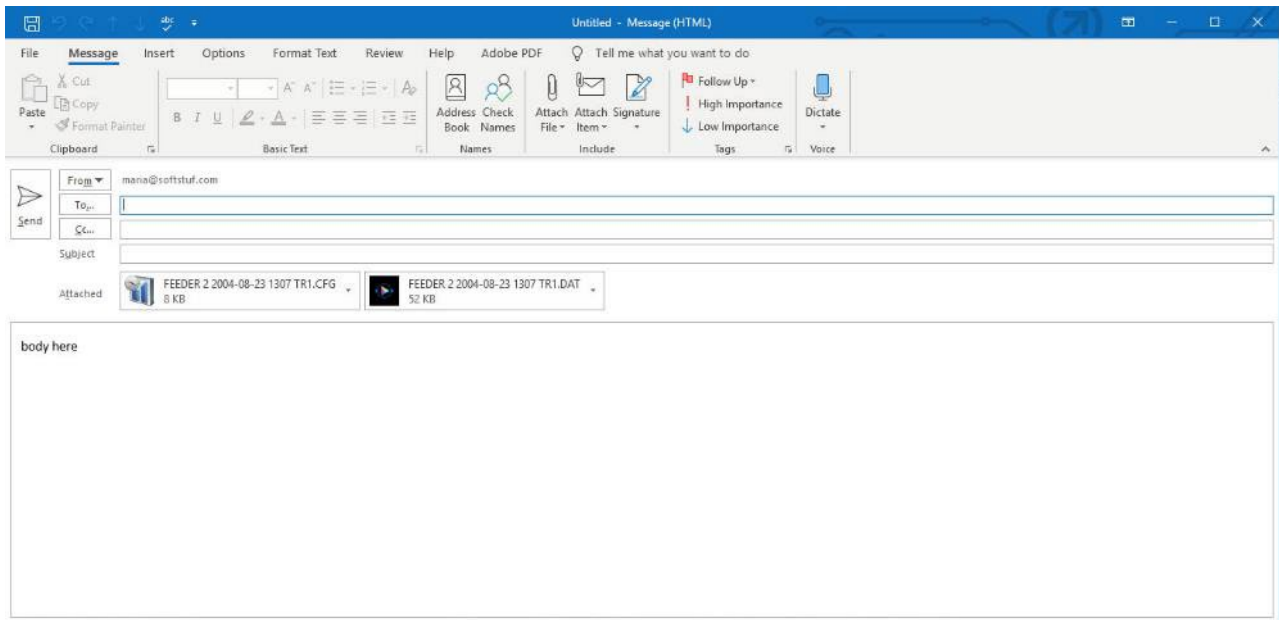 abc
Untitled - Message (HTML)
File Message Insert Options Format Text Review Help Adobe PDF Tell me what you want to do
Paste
Cut
Copy
Format Painter
Clipboard
A A A
B I U A
Basic Text
Address Book
Check Names
Names
Attach File
Attach Item
Signature
Include
Follow Up
High Importance
Low Importance
Tags
Dictate
Voice
Send
From maria@softstuf.com
To...
Cc...
Subject
Attached
FEEDER 2 2004-08-23 1307 TR1.CFG
8 KB
FEEDER 2 2004-08-23 1307 TR1.DAT
52 KB
body here